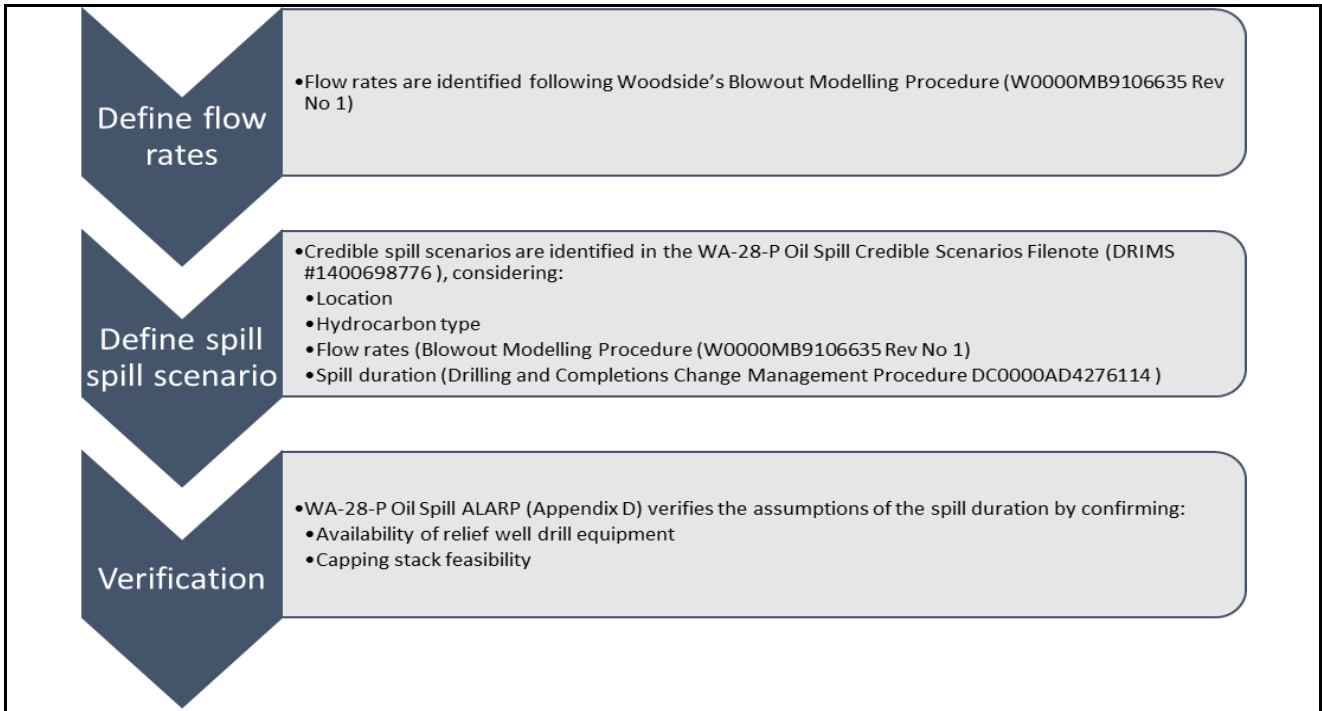 Define flow
rates
•Flow rates are identified following Woodside’s Blowout Modelling Procedure (W0000MB9106635 Rev
No 1)
Define spill
spill scenario
•Credible spill scenarios are identified in the WA-28-P Oil Spill Credible Scenarios Filenote (DRIMS
#1400698776 ), considering:
•Location
•Hydrocarbon type
•Flow rates (Blowout Modelling Procedure (W0000MB9106635 Rev No 1)
•Spill duration (Drilling and Completions Change Management Procedure DC0000AD4276114 )
Verification
•WA-28-P Oil Spill ALARP (Appendix D) verifies the assumptions of the spill duration by confirming:
•Availability of relief well drill equipment
•Capping stack feasibility